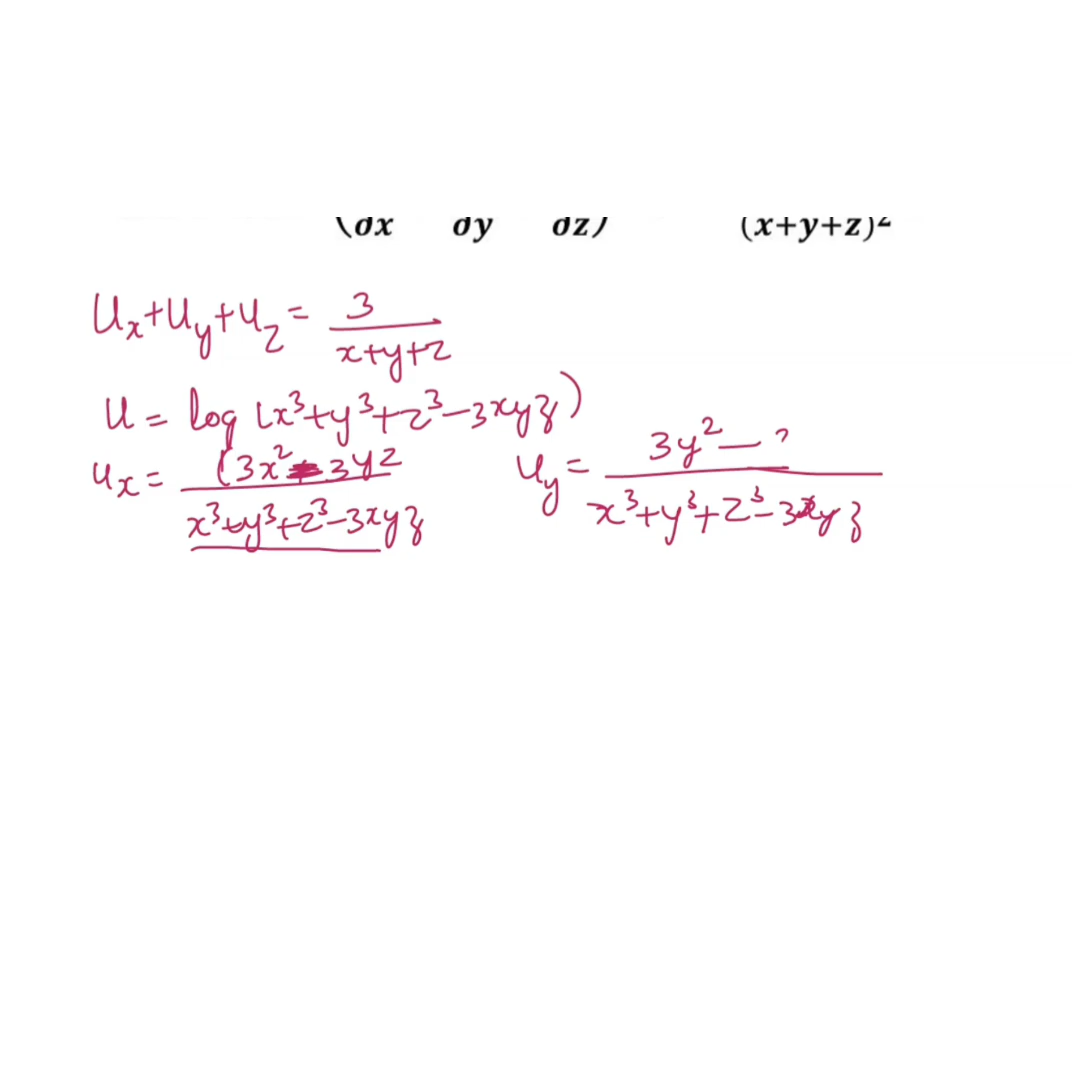 (∂x ∂y ∂z) (x+y+z)²
Ux+Uy+Uz = 3/(x+y+z)
U = log (x³+y³+z³-3xyz)
Ux = (3x²-3yz / x³+y³+z³-3xyz Uy = 3y²- / x³+y³+z³-3xyz